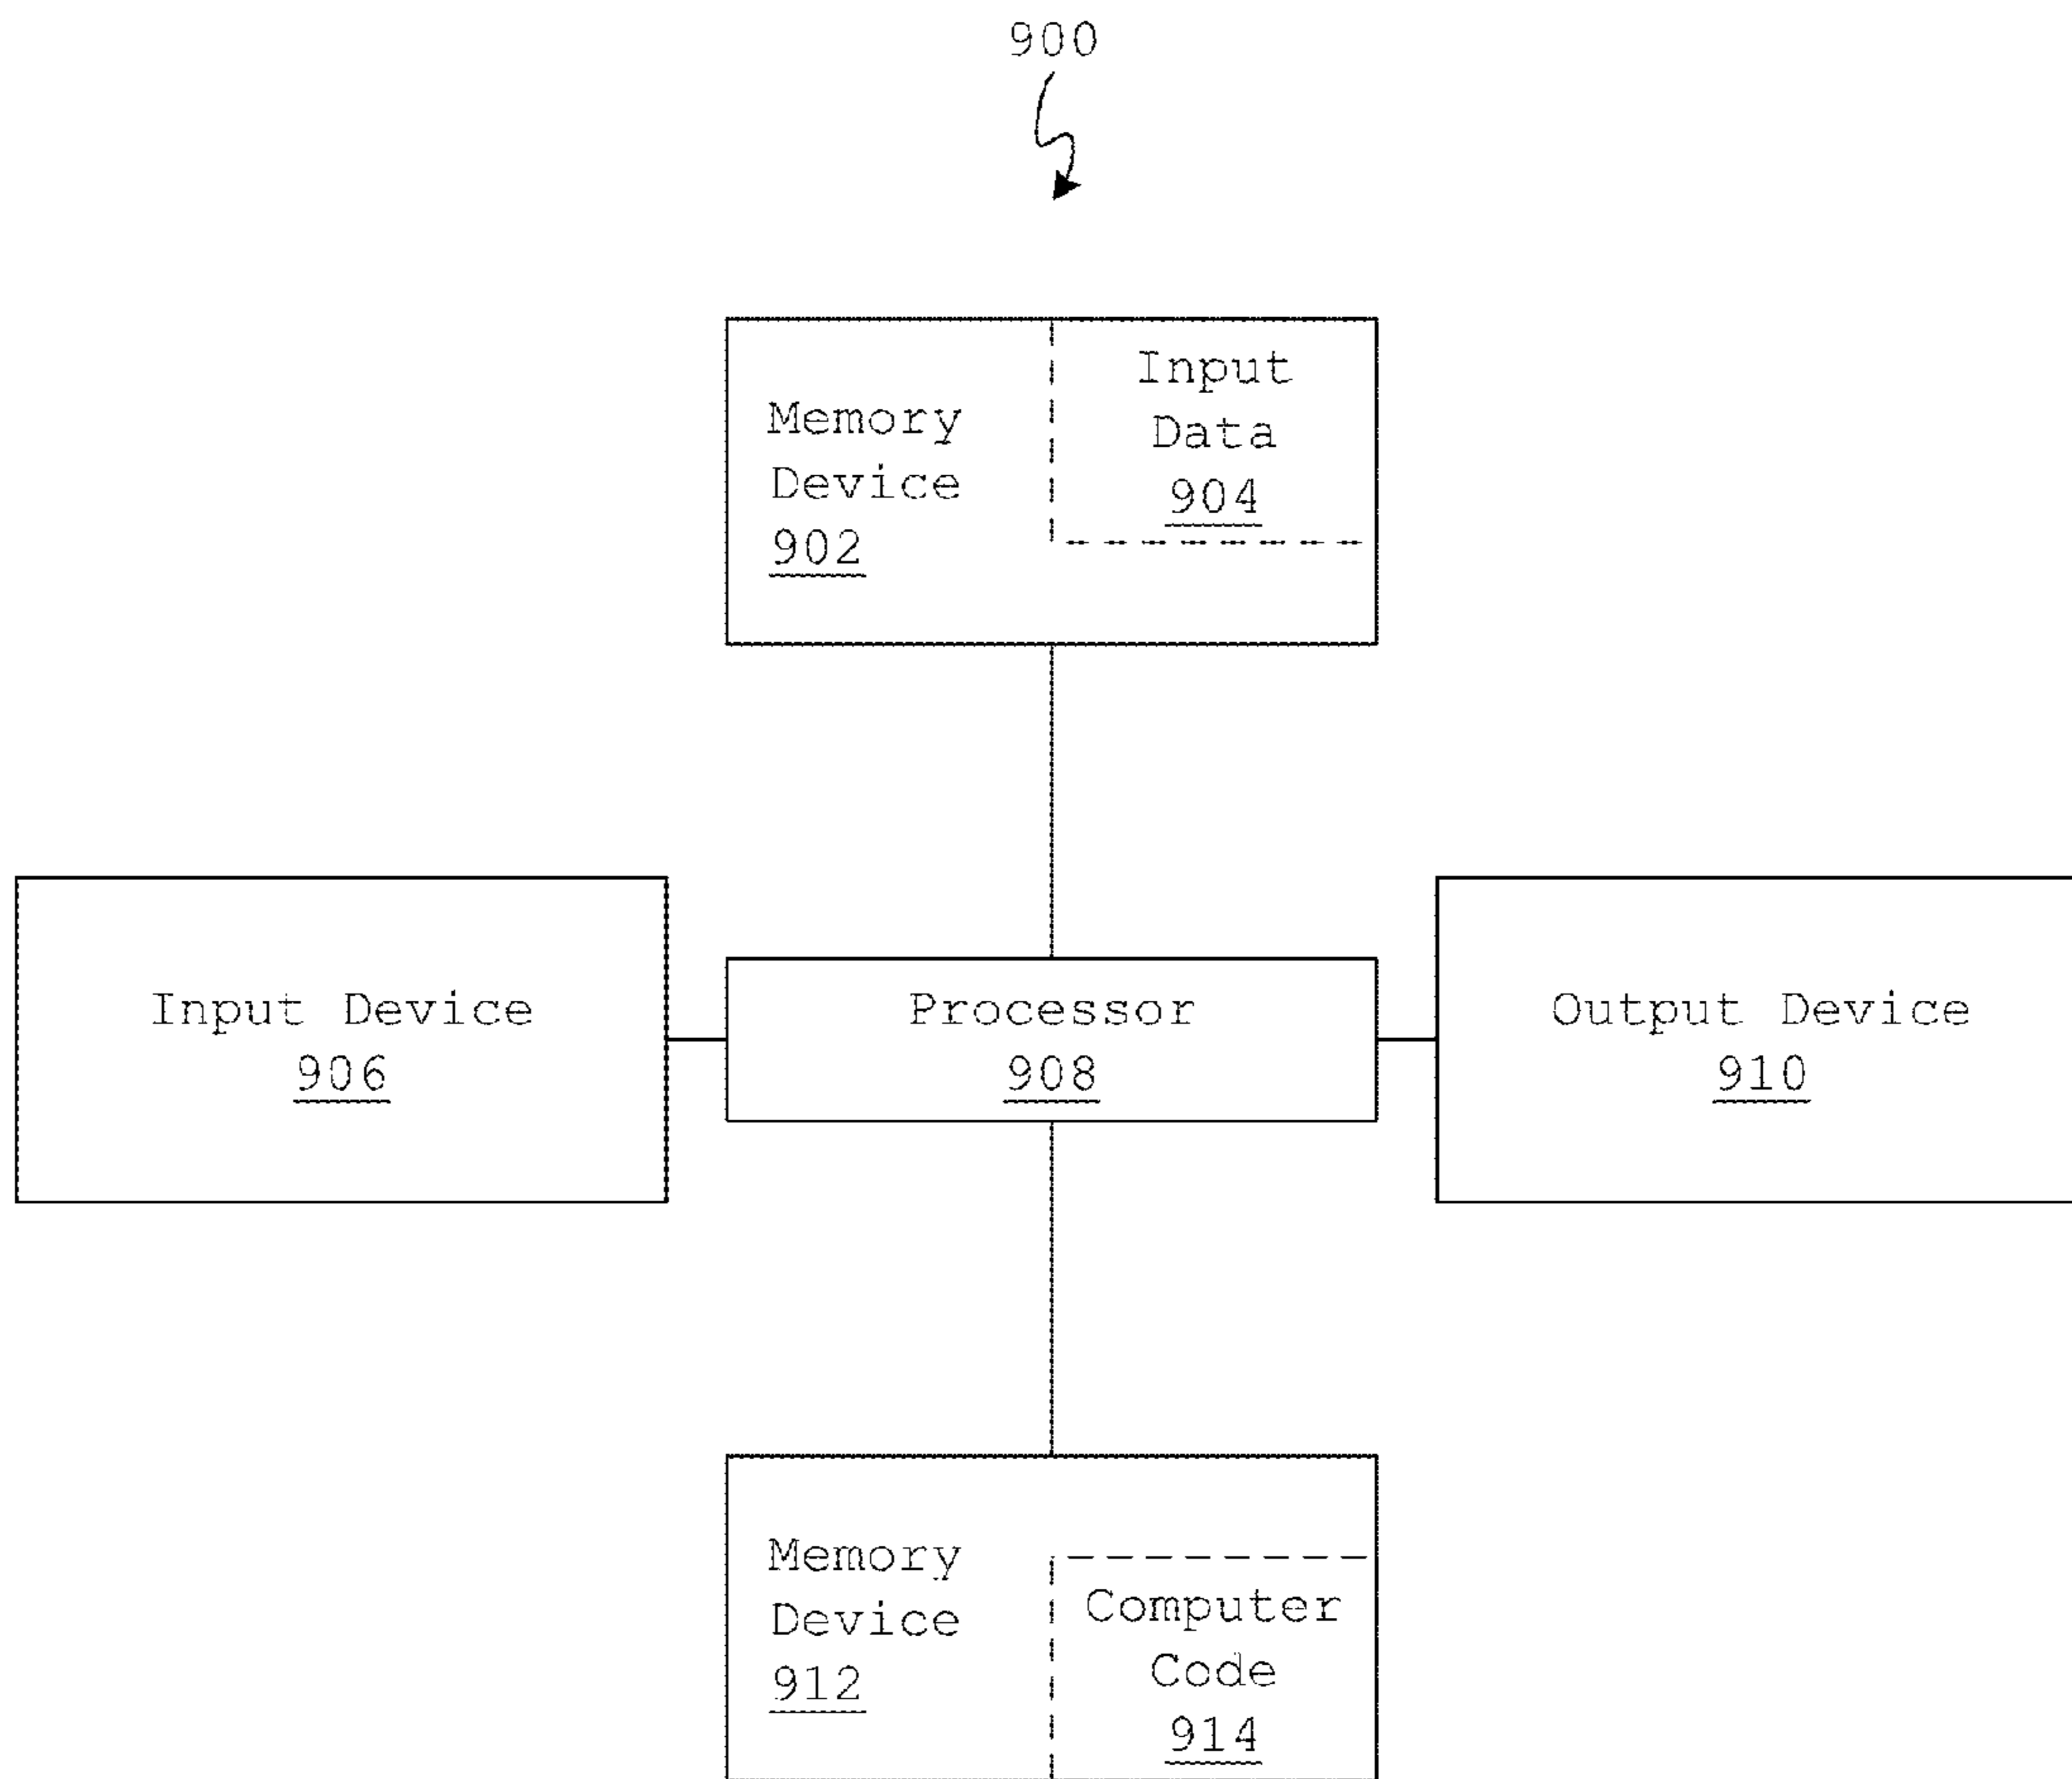 900
Memory
Device
902
Input
Data
904
Input Device
906
Processor
908
Output Device
910
Memory
Device
912
Computer
Code
914